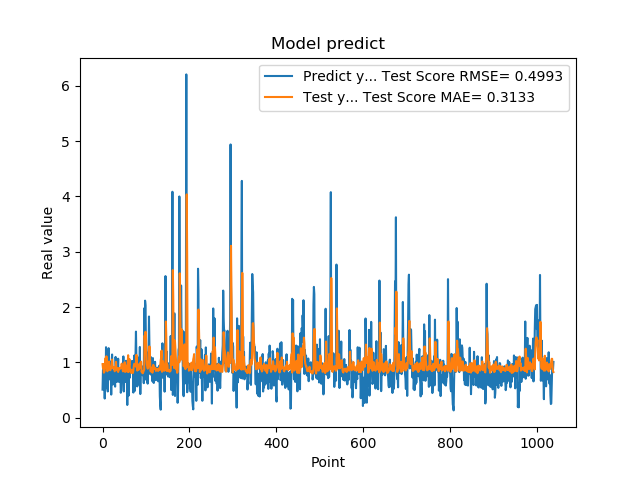 Model predict
Predict y... Test Score RMSE= 0.4993
Test y... Test Score MAE= 0.3133
Real value
6
5
4
3
2
1
0
0 200 400 600 800 1000
Point